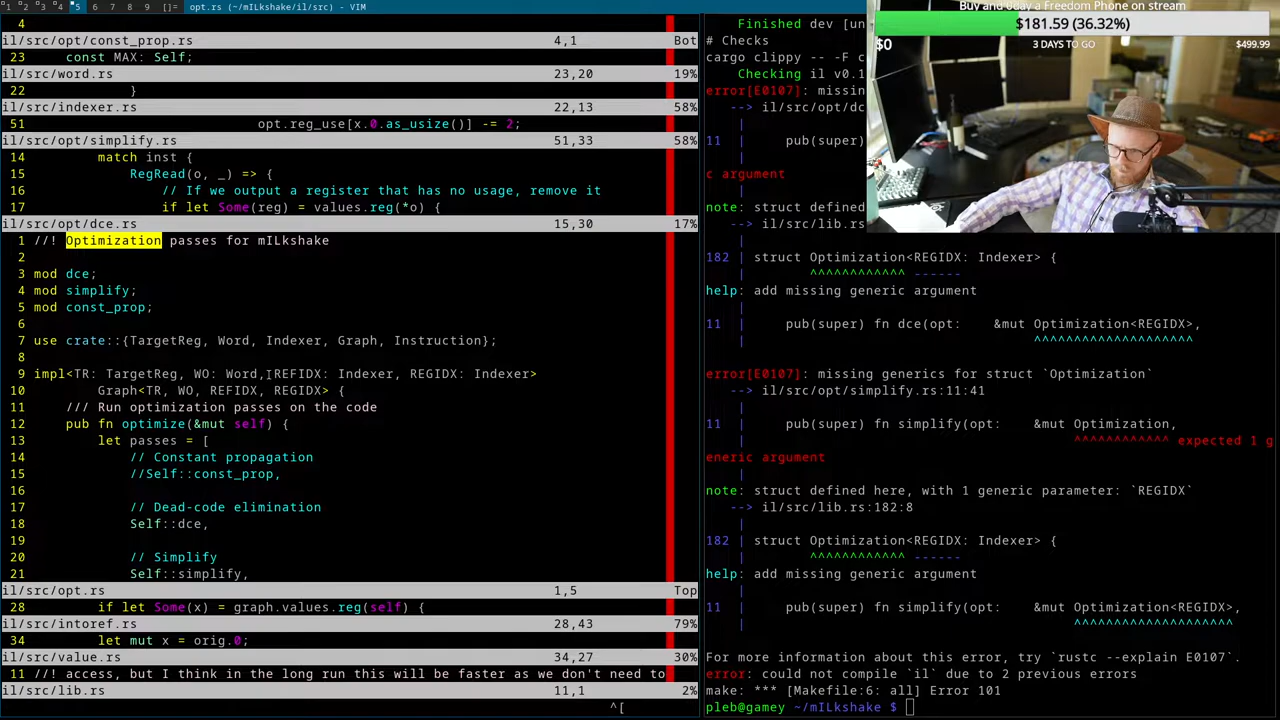 1 2 3 4 5 6 7 8 9 []= opt.rs (~/mILkshake/il/src) - VIM
4
il/src/opt/const_prop.rs 4,1 Bot
23 const MAX: Self;
il/src/word.rs 23,20 19%
22 }
il/src/indexer.rs 22,13 58%
51 opt.reg_use[x.0.as_usize()] -= 2;
il/src/opt/simplify.rs 51,33 58%
14 match inst {
15 RegRead(o, _) => {
16 // If we output a register that has no usage, remove it
17 if let Some(reg) = values.reg(*o) {
il/src/opt/dce.rs 15,30 17%
1 //! Optimization passes for mILkshake
2
3 mod dce;
4 mod simplify;
5 mod const_prop;
6
7 use crate::{TargetReg, Word, Indexer, Graph, Instruction};
8
9 impl<TR: TargetReg, WO: Word, REFIDX: Indexer, REGIDX: Indexer>
10 Graph<TR, WO, REFIDX, REGIDX> {
11 /// Run optimization passes on the code
12 pub fn optimize(&mut self) {
13 let passes = [
14 // Constant propagation
15 //Self::const_prop,
16
17 // Dead-code elimination
18 Self::dce,
19
20 // Simplify
21 Self::simplify,
il/src/opt.rs 1,5 Top
28 if let Some(x) = graph.values.reg(self) {
il/src/intoref.rs 28,43 79%
34 let mut x = orig.0;
il/src/value.rs 34,27 30%
11 //! access, but I think in the long run this will be faster as we don't need to
il/src/lib.rs 11,1 2%
^[
Finished dev [un
# Checks
cargo clippy -- -F c
Checking il v0.1
error[E0107]: missin
--> il/src/opt/dc
|
11 | pub(super)
|
c argument
note: struct defined
--> il/src/lib.rs
|
182 | struct Optimization<REGIDX: Indexer> {
| ^^^^^^^^^^^^ ------
help: add missing generic argument
|
11 | pub(super) fn dce(opt: &mut Optimization<REGIDX>,
| ~~~~~~~~~~~~~~~~~~~~
error[E0107]: missing generics for struct `Optimization`
--> il/src/opt/simplify.rs:11:41
|
11 | pub(super) fn simplify(opt: &mut Optimization,
| ^^^^^^^^^^^^ expected 1 g
eneric argument
|
note: struct defined here, with 1 generic parameter: `REGIDX`
--> il/src/lib.rs:182:8
|
182 | struct Optimization<REGIDX: Indexer> {
| ^^^^^^^^^^^^ ------
help: add missing generic argument
|
11 | pub(super) fn simplify(opt: &mut Optimization<REGIDX>,
| ~~~~~~~~~~~~~~~~~~~~
For more information about this error, try `rustc --explain E0107`.
error: could not compile `il` due to 2 previous errors
make: *** [Makefile:6: all] Error 101
pleb@gamey ~/mILkshake $
Buy and 0day a Freedom Phone on stream
$181.59 (36.32%)
$0 3 DAYS TO GO $499.99